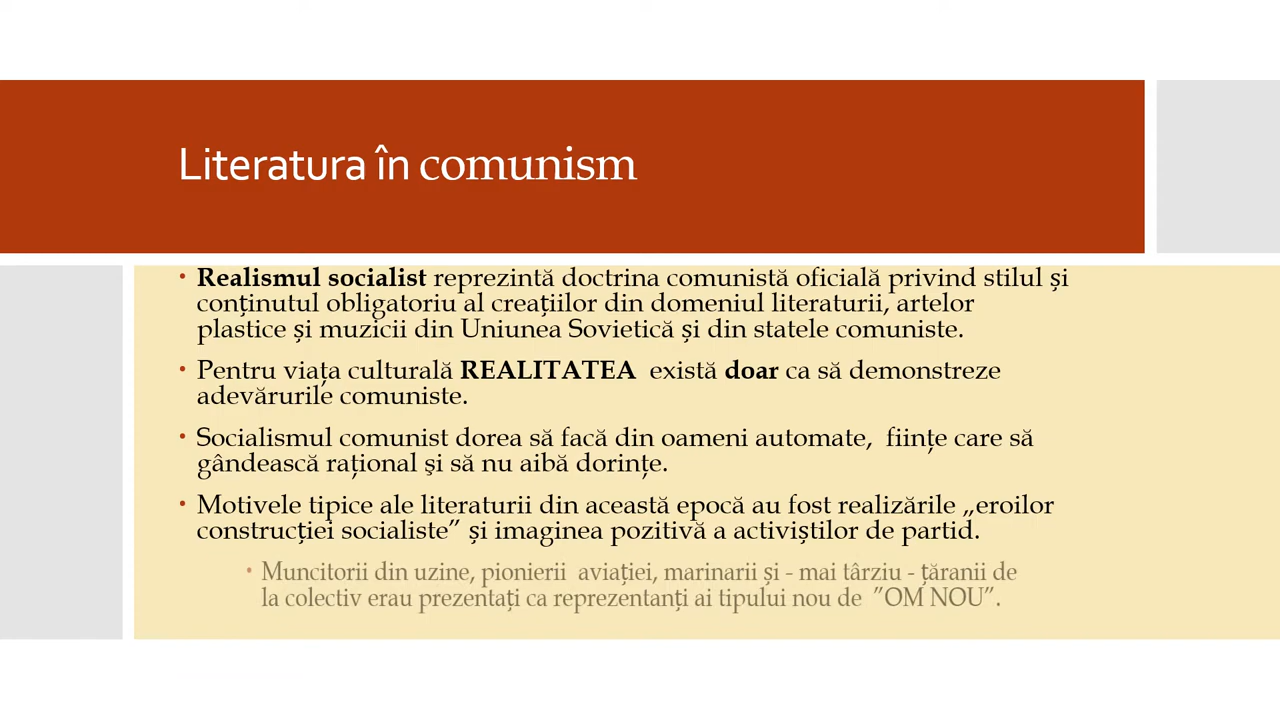 Literatura în comunism
• Realismul socialist reprezintă doctrina comunistă oficială privind stilul și
conținutul obligatoriu al creațiilor din domeniul literaturii, artelor
plastice și muzicii din Uniunea Sovietică și din statele comuniste.
• Pentru viața culturală REALITATEA există doar ca să demonstreze
adevărurile comuniste.
• Socialismul comunist dorea să facă din oameni automate, ființe care să
gândească rațional şi să nu aibă dorințe.
• Motivele tipice ale literaturii din această epocă au fost realizările „eroilor
construcției socialiste” și imaginea pozitivă a activiștilor de partid.
• Muncitorii din uzine, pionierii aviației, marinarii și - mai târziu - țăranii de
la colectiv erau prezentați ca reprezentanți ai tipului nou de ”OM NOU”.